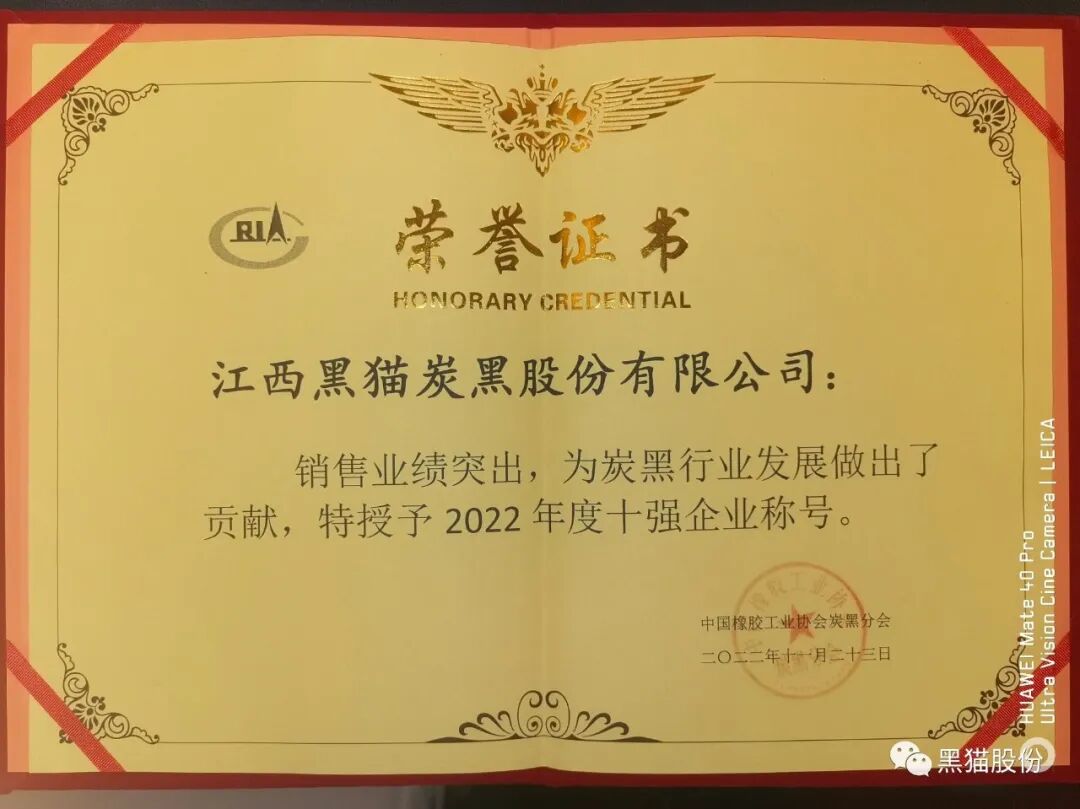 RIA
荣誉证书
HONORARY CREDENTIAL
江西黑猫炭黑股份有限公司：
销售业绩突出，为炭黑行业发展做出了
贡献，特授予2022年度十强企业称号。
中国橡胶工业协会炭黑分会
二〇二二年十一月二十三日
HUAWEI Mate 40 Pro
Ultra Vision Cine Camera | LEICA
黑猫股份